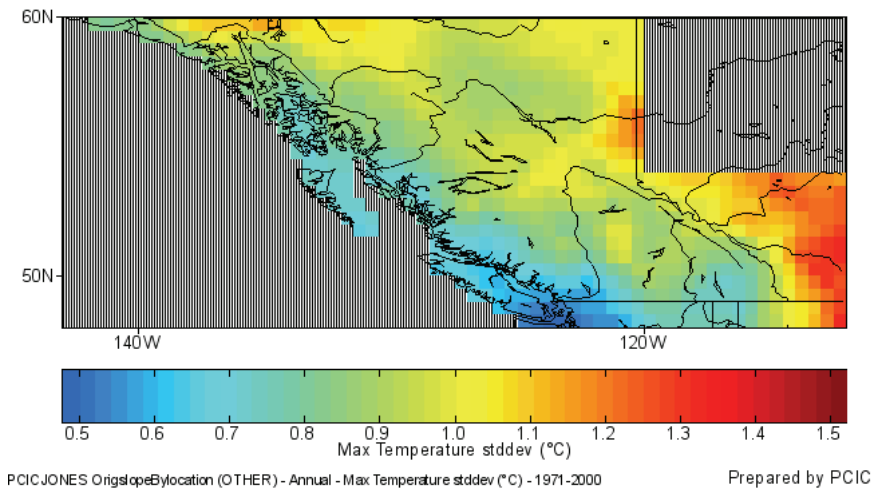 60N
50N
140W 120W
0.5 0.6 0.7 0.8 0.9 1.0 1.1 1.2 1.3 1.4 1.5
Max Temperature stddev (°C)
PCICJONES OrigslopeBylocation (OTHER) - Annual - Max Temperature stddev (°C) - 1971-2000 Prepared by PCIC